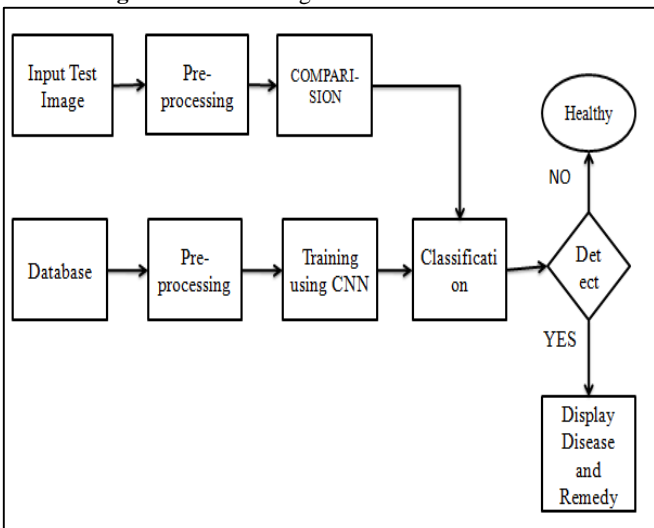 Input Test
Image
Pre-
processing
COMPARI-
SION
Healthy
NO
Database
Pre-
processing
Training
using CNN
Classificati
on
Det
ect
YES
Display
Disease
and
Remedy